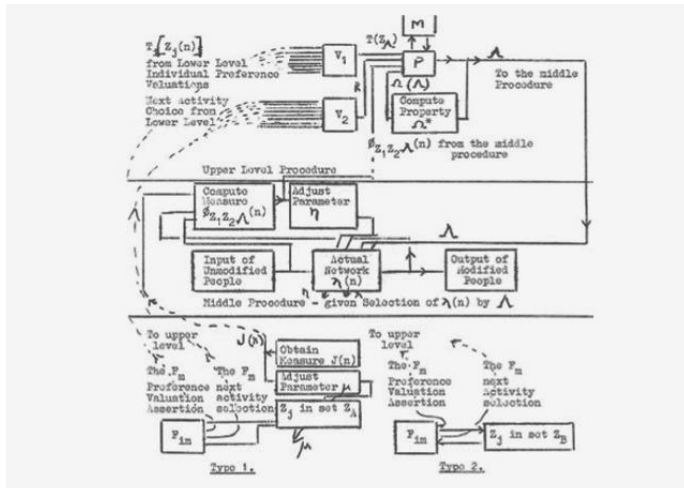 M
T[Zj(n)]
from Lower Level
Individual Preference
Valuations
V1
T(ZΛ)
P
Λ
To the middle
Procedure
Next activity
Choice from
Lower Level
V2
Ω(Λ)
Compute
Property
Ω*
ØZ1Z2Λ(n) from the middle
procedure
Upper Level Procedure
Compute
Measure
ØZ1Z2Λ(n)
Adjust
Parameter
η
Λ
Input of
Unmodified
People
Actual
Network
λ(n)
Output of
Modified
People
Middle Procedure - given Selection of λ(n) by Λ
To upper
level
J(n)
Obtain
Measure J(n)
To upper
level
The Fm
Preference
Valuation
Assertion
The Fm
next
activity
selection
Adjust
Parameter μ
The Fm
Preference
Valuation
Assertion
The Fm
next
activity
selection
Fim
Zj in set ZA
μ
Fim
Zj in set ZB
Type 1.
Type 2.